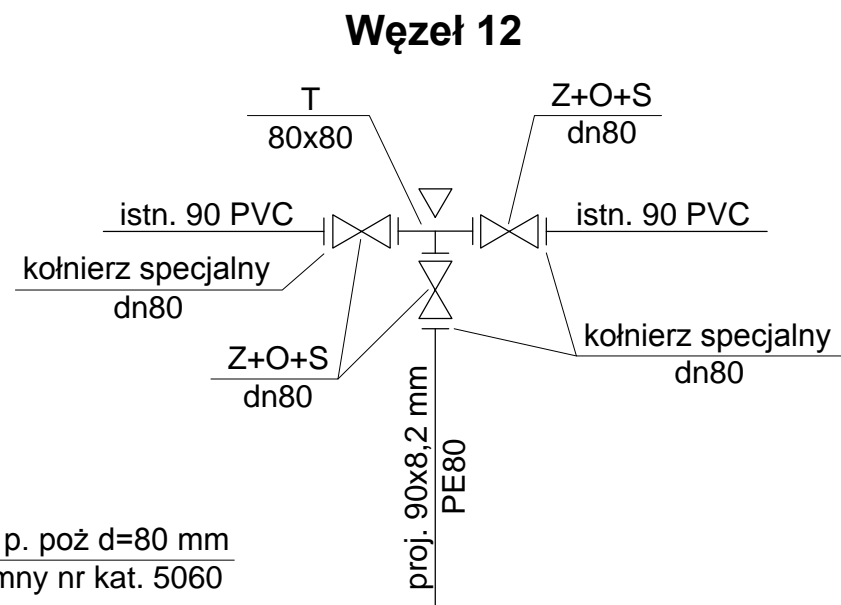 Węzeł 12
T
80x80
Z+O+S
dn80
istn. 90 PVC
istn. 90 PVC
kołnierz specjalny
dn80
Z+O+S
dn80
kołnierz specjalny
dn80
proj. 90x8,2 mm
PE80
p. poż d=80 mm
nr kat. 5060